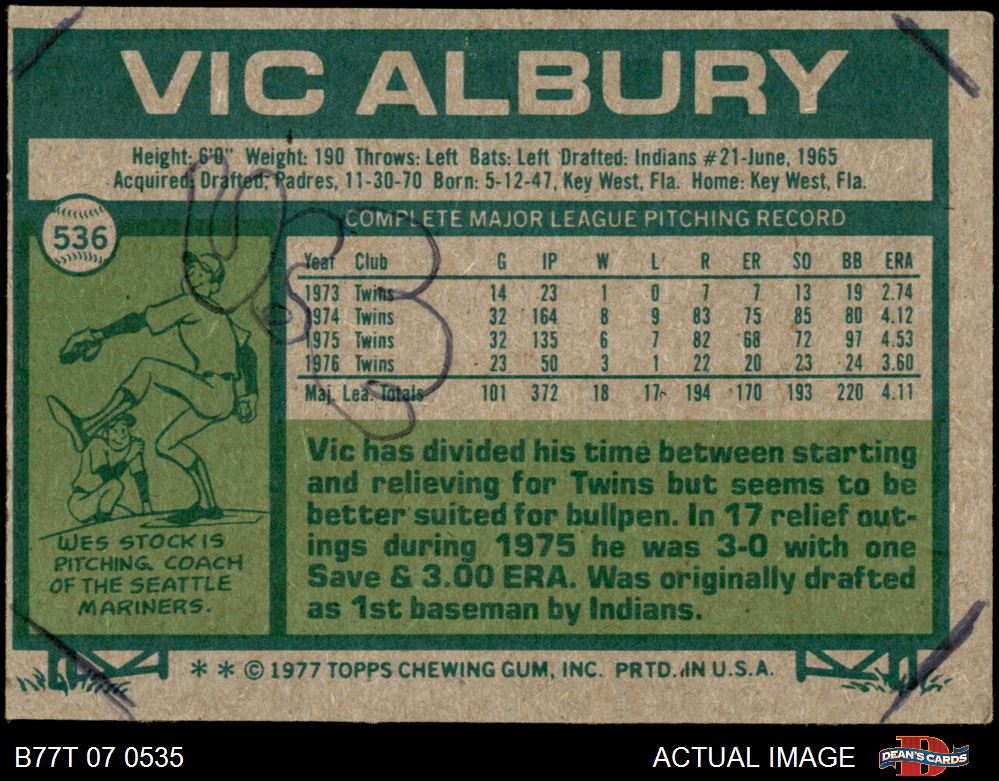 VIC ALBURY
Height: 6'0" Weight: 190 Throws: Left Bats: Left Drafted: Indians #21-June, 1965
Acquired: Drafted, Padres, 11-30-70 Born: 5-12-47, Key West, Fla. Home: Key West, Fla.
536
COMPLETE MAJOR LEAGUE PITCHING RECORD
Year Club G IP W L R ER SO BB ERA
1973 Twins 14 23 1 0 7 7 13 19 2.74
1974 Twins 32 164 8 9 83 75 85 80 4.12
1975 Twins 32 135 6 7 82 68 72 97 4.53
1976 Twins 23 50 3 1 22 20 23 24 3.60
Maj. Lea. Totals 101 372 18 17 194 170 193 220 4.11
WES STOCK IS
PITCHING COACH
OF THE SEATTLE
MARINERS.
Vic has divided his time between starting
and relieving for Twins but seems to be
better suited for bullpen. In 17 relief out-
ings during 1975 he was 3-0 with one
Save & 3.00 ERA. Was originally drafted
as 1st baseman by Indians.
* * © 1977 TOPPS CHEWING GUM, INC. PRTD. IN U.S.A.
B77T 07 0535
ACTUAL IMAGE
DEAN'S CARDS